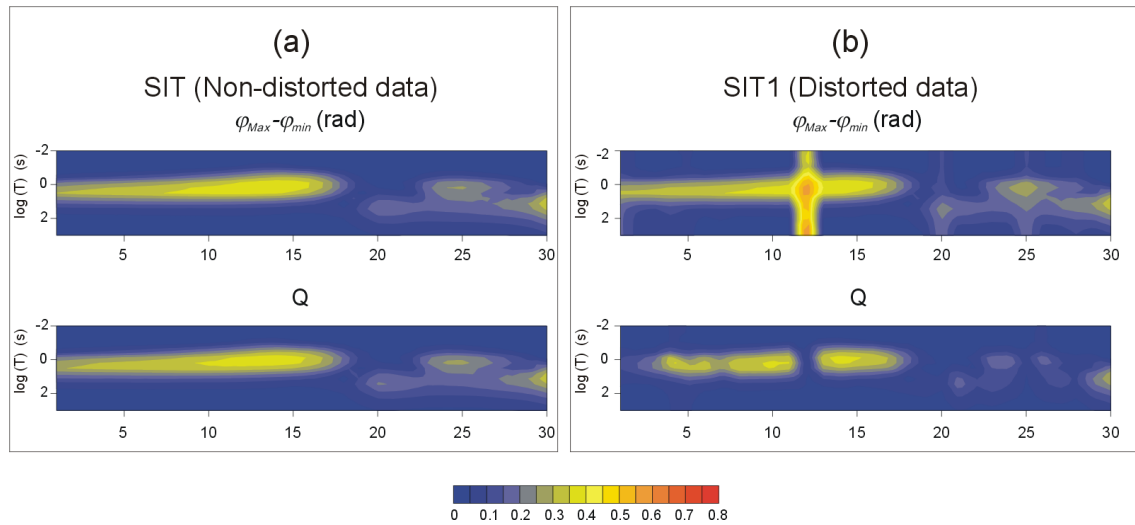 (a)
SIT (Non-distorted data)
φMax-φmin (rad)
log(T) (s)
-2
0
2
5 10 15 20 25 30
Q
log(T) (s)
-2
0
2
5 10 15 20 25 30
(b)
SIT1 (Distorted data)
φMax-φmin (rad)
log(T) (s)
-2
0
2
5 10 15 20 25 30
Q
log(T) (s)
-2
0
2
5 10 15 20 25 30
0 0.1 0.2 0.3 0.4 0.5 0.6 0.7 0.8